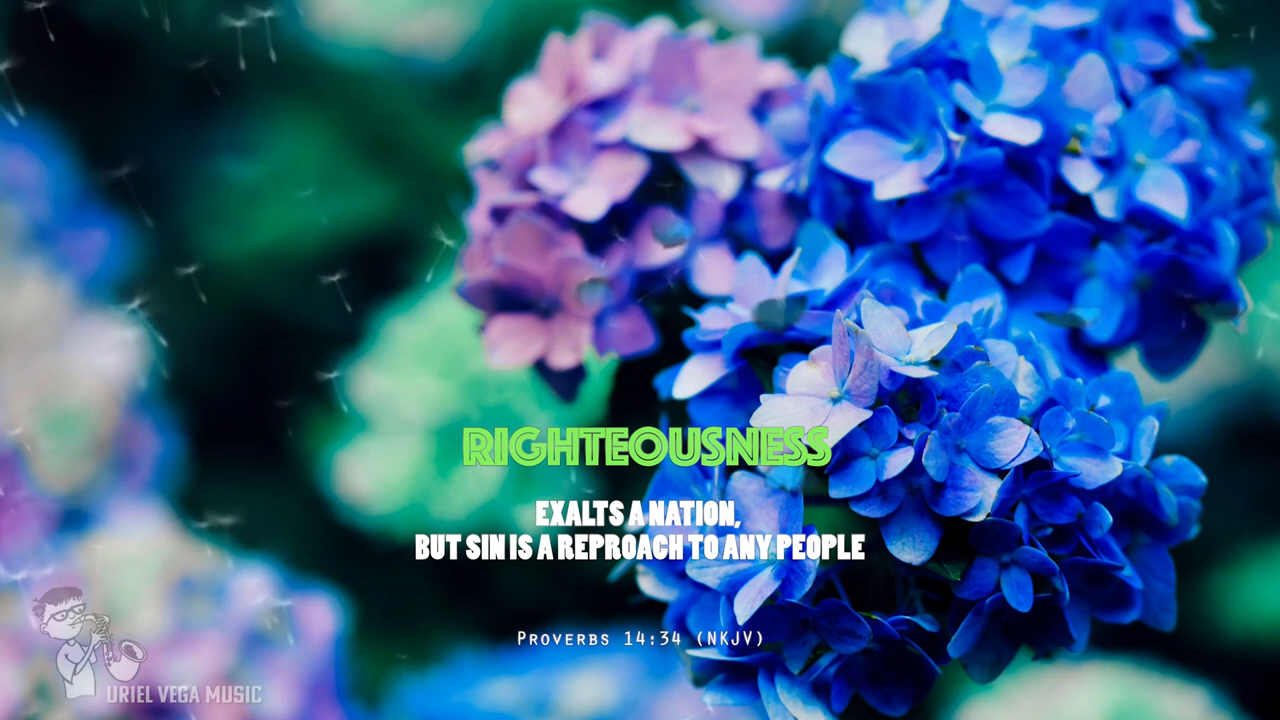 RIGHTEOUSNESS
EXALTS A NATION,
BUT SIN IS A REPROACH TO ANY PEOPLE
PROVERBS 14:34 (NKJV)
URIEL VEGA MUSIC